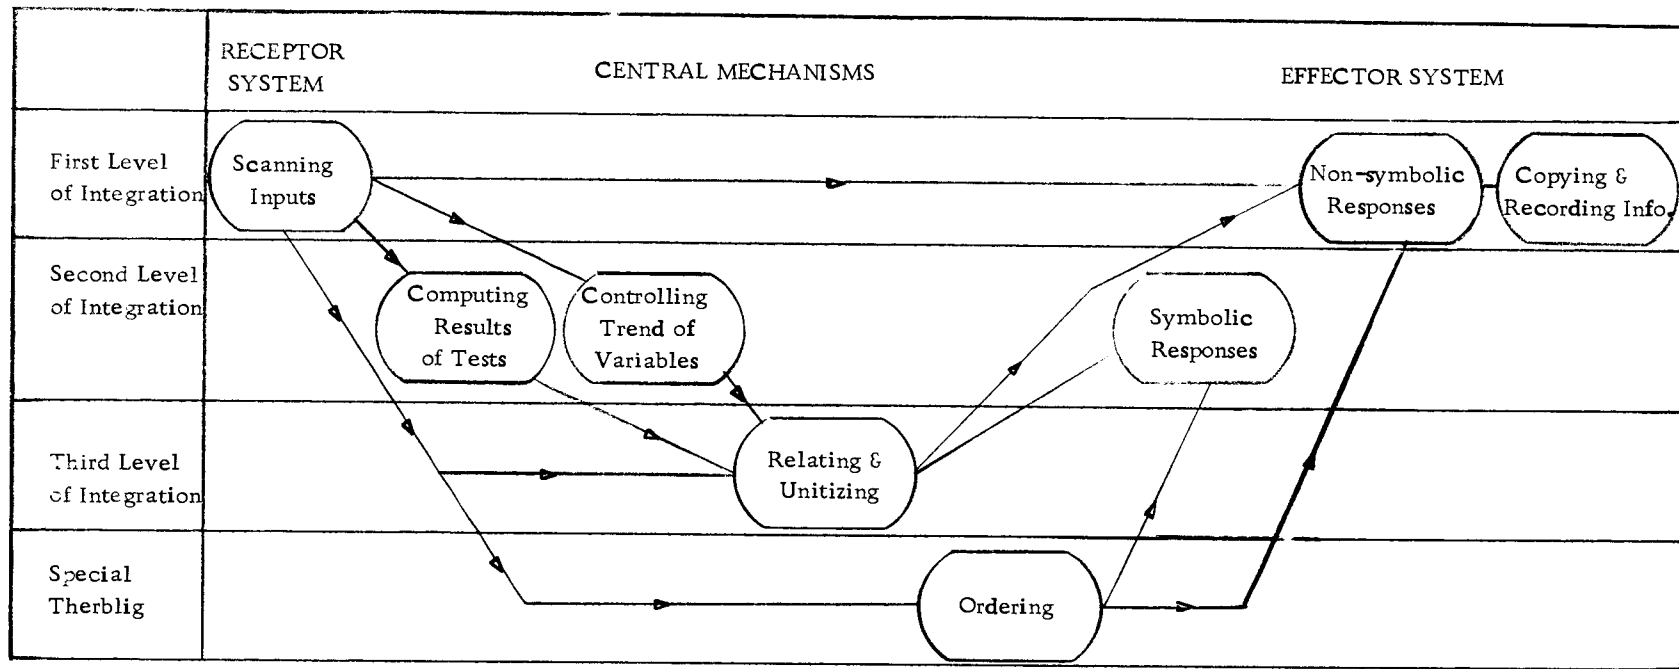 RECEPTOR
SYSTEM
CENTRAL MECHANISMS
EFFECTOR SYSTEM
First Level
of Integration
Scanning
Inputs
Non-symbolic
Responses
Copying &
Recording Info.
Second Level
of Integration
Computing
Results
of Tests
Controlling
Trend of
Variables
Symbolic
Responses
Third Level
of Integration
Relating &
Unitizing
Special
Therblig
Ordering